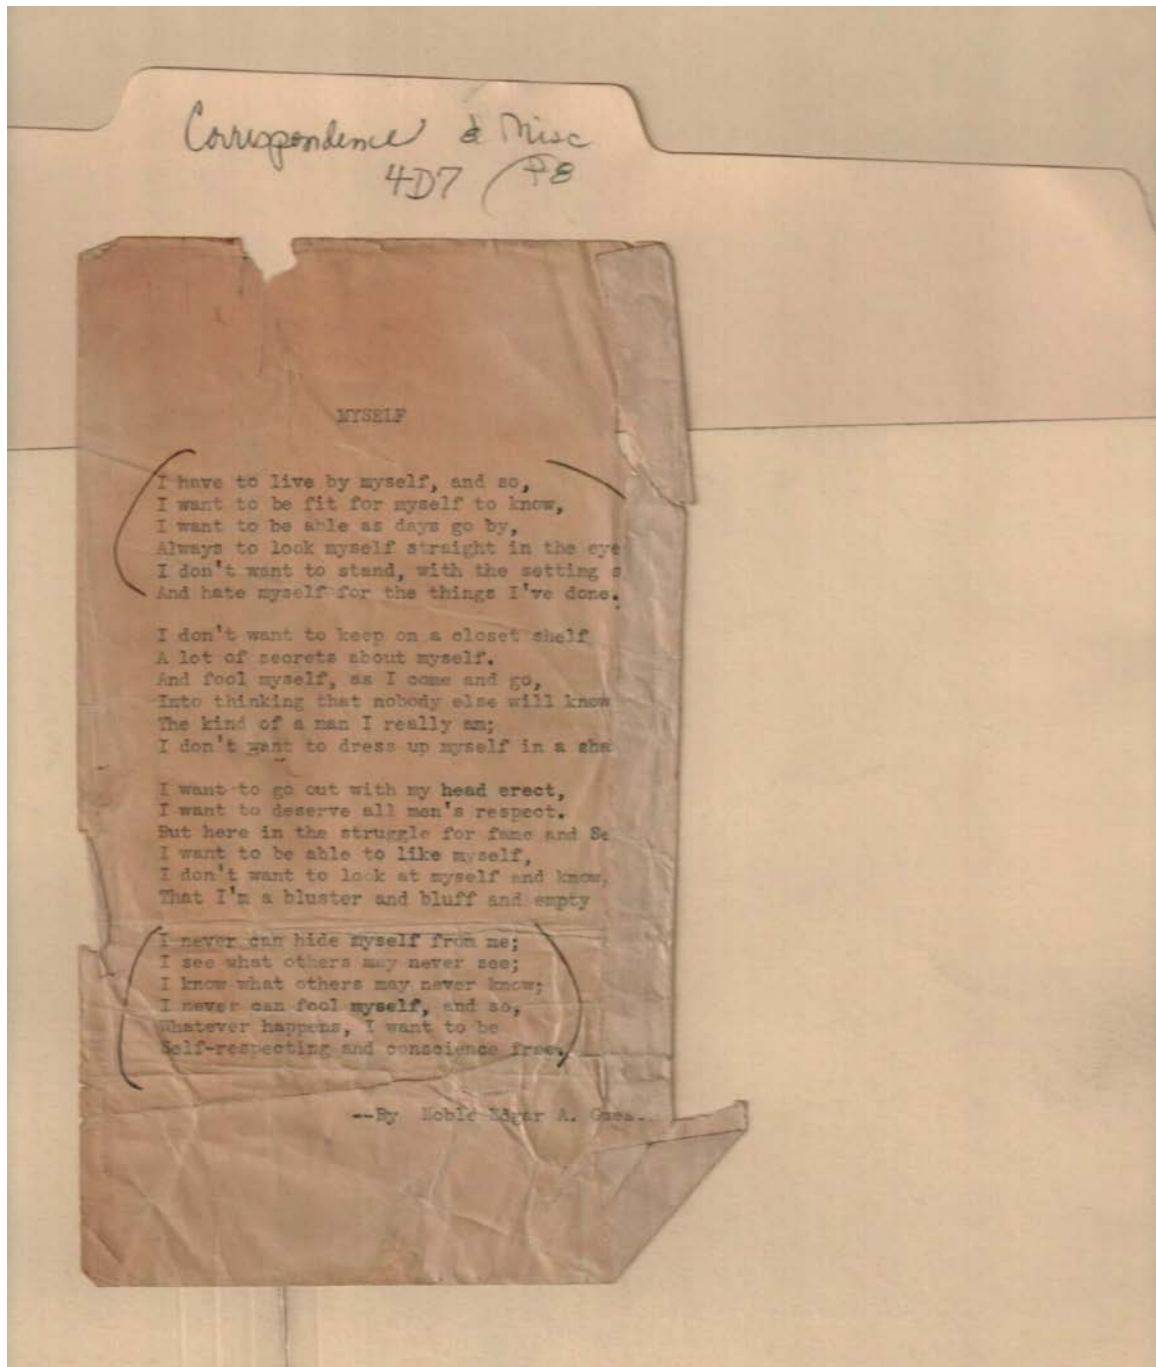 Correspondence & Misc
4D7 (P8
MYSELF
I have to live by myself, and so,
I want to be fit for myself to know,
I want to be able as days go by,
Always to look myself straight in the eye
I don't want to stand, with the setting s
And hate myself for the things I've done.
I don't want to keep on a closet shelf
A lot of secrets about myself.
And fool myself, as I come and go,
Into thinking that nobody else will know
The kind of a man I really am;
I don't want to dress up myself in a sha
I want to go out with my head erect,
I want to deserve all men's respect.
But here in the struggle for fame and Se
I want to be able to like myself,
I don't want to look at myself and know,
That I'm a bluster and bluff and empty
I never can hide myself from me;
I see what others may never see;
I know what others may never know;
I never can fool myself, and so,
Whatever happens, I want to be
Self-respecting and conscience free.
--By Noble Edgar A. Gues